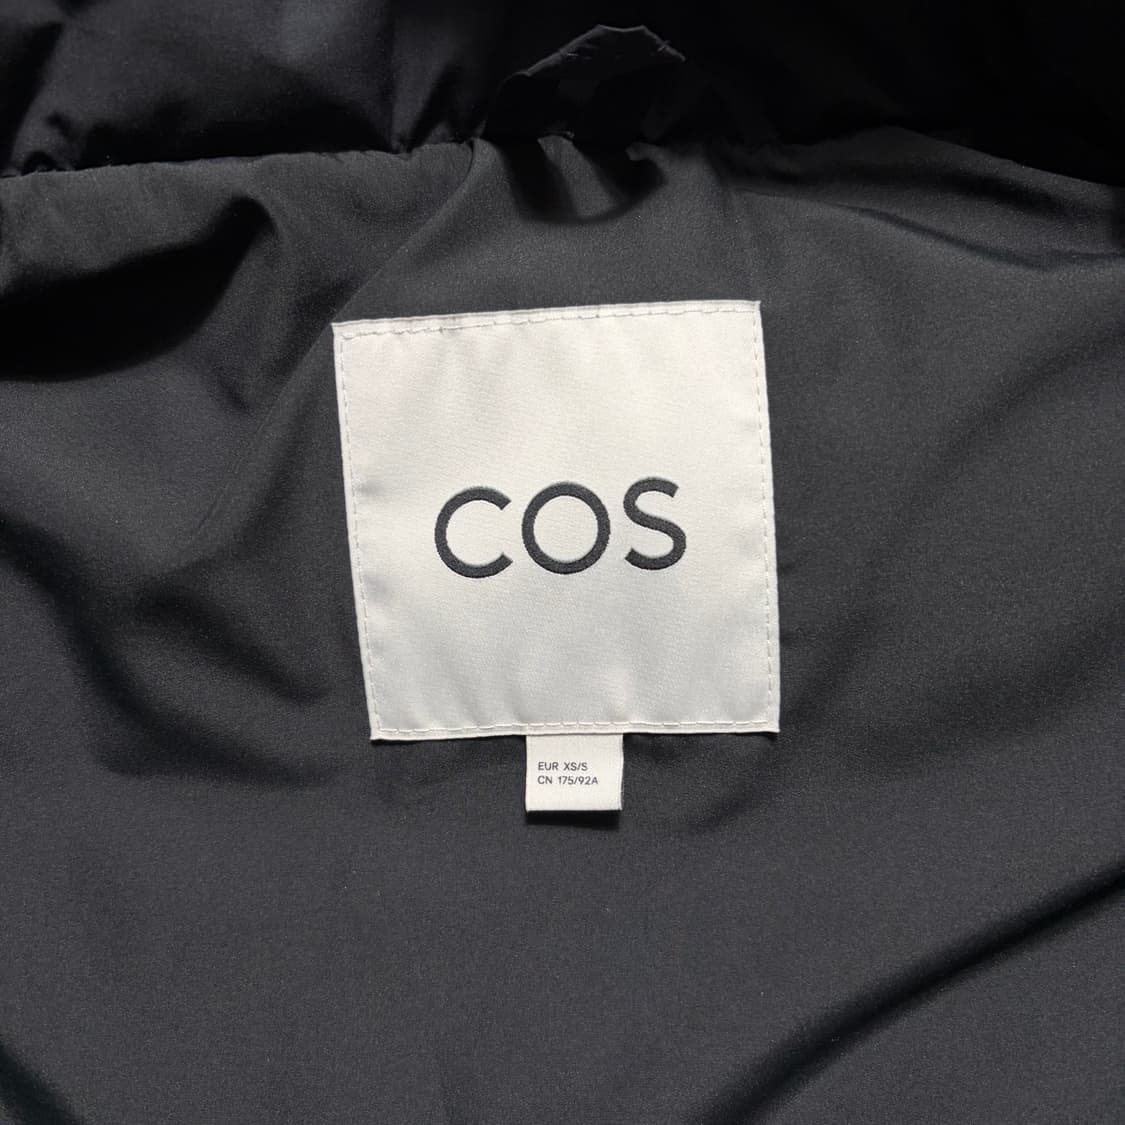 COS
EUR XS/S
CN 175/92A